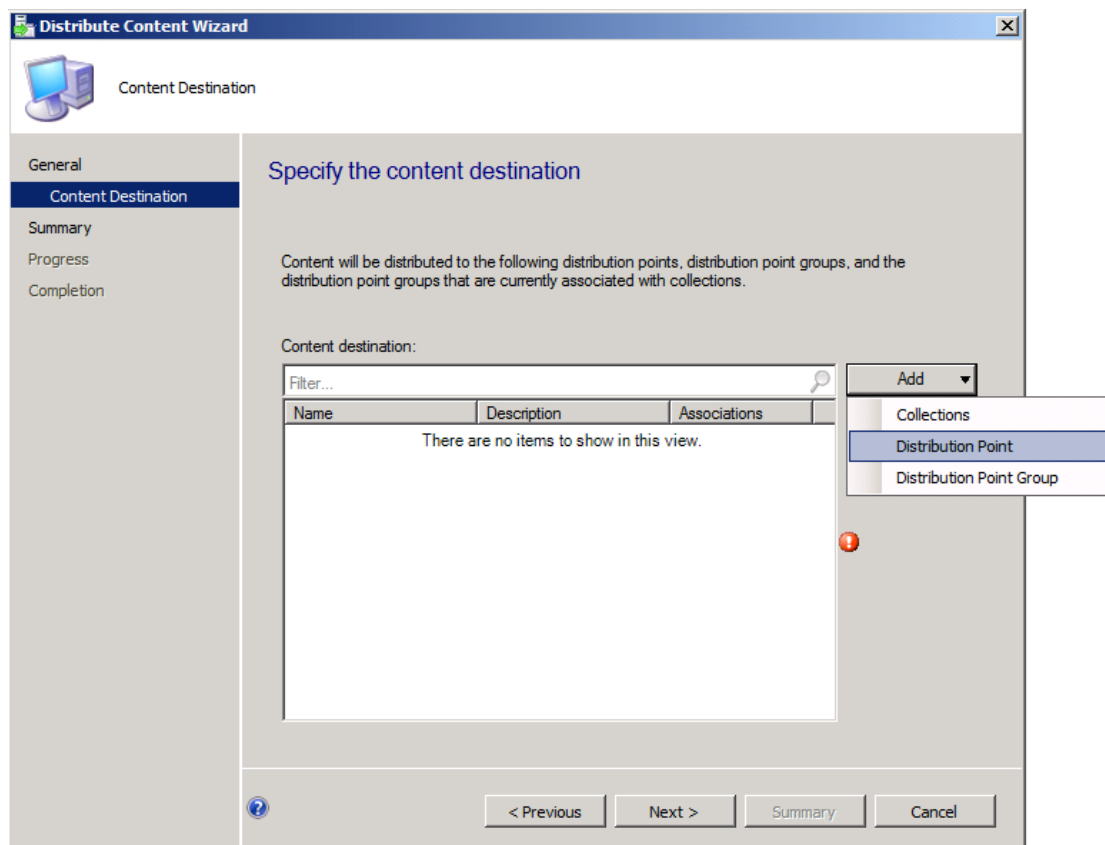 Distribute Content Wizard
Content Destination
General
Content Destination
Summary
Progress
Completion
Specify the content destination
Content will be distributed to the following distribution points, distribution point groups, and the
distribution point groups that are currently associated with collections.
Content destination:
Filter...
Add
Name Description Associations
There are no items to show in this view.
Collections
Distribution Point
Distribution Point Group
< Previous Next > Summary Cancel